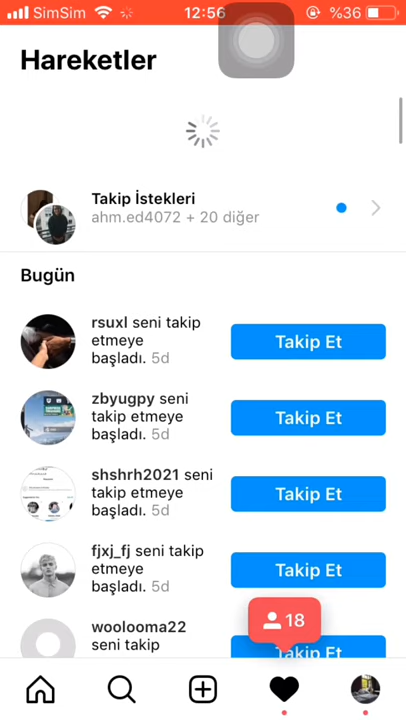 SimSim 12:56 %36
Hareketler
Takip İstekleri
ahm.ed4072 + 20 diğer
Bugün
rsuxl seni takip
etmeye
başladı. 5d
Takip Et
zbyugpy seni
takip etmeye
başladı. 5d
Takip Et
shshrh2021 seni
takip etmeye
başladı. 5d
Takip Et
fjxj_fj seni takip
etmeye
başladı. 5d
Takip Et
woolooma22
seni takip
Takip Et
18